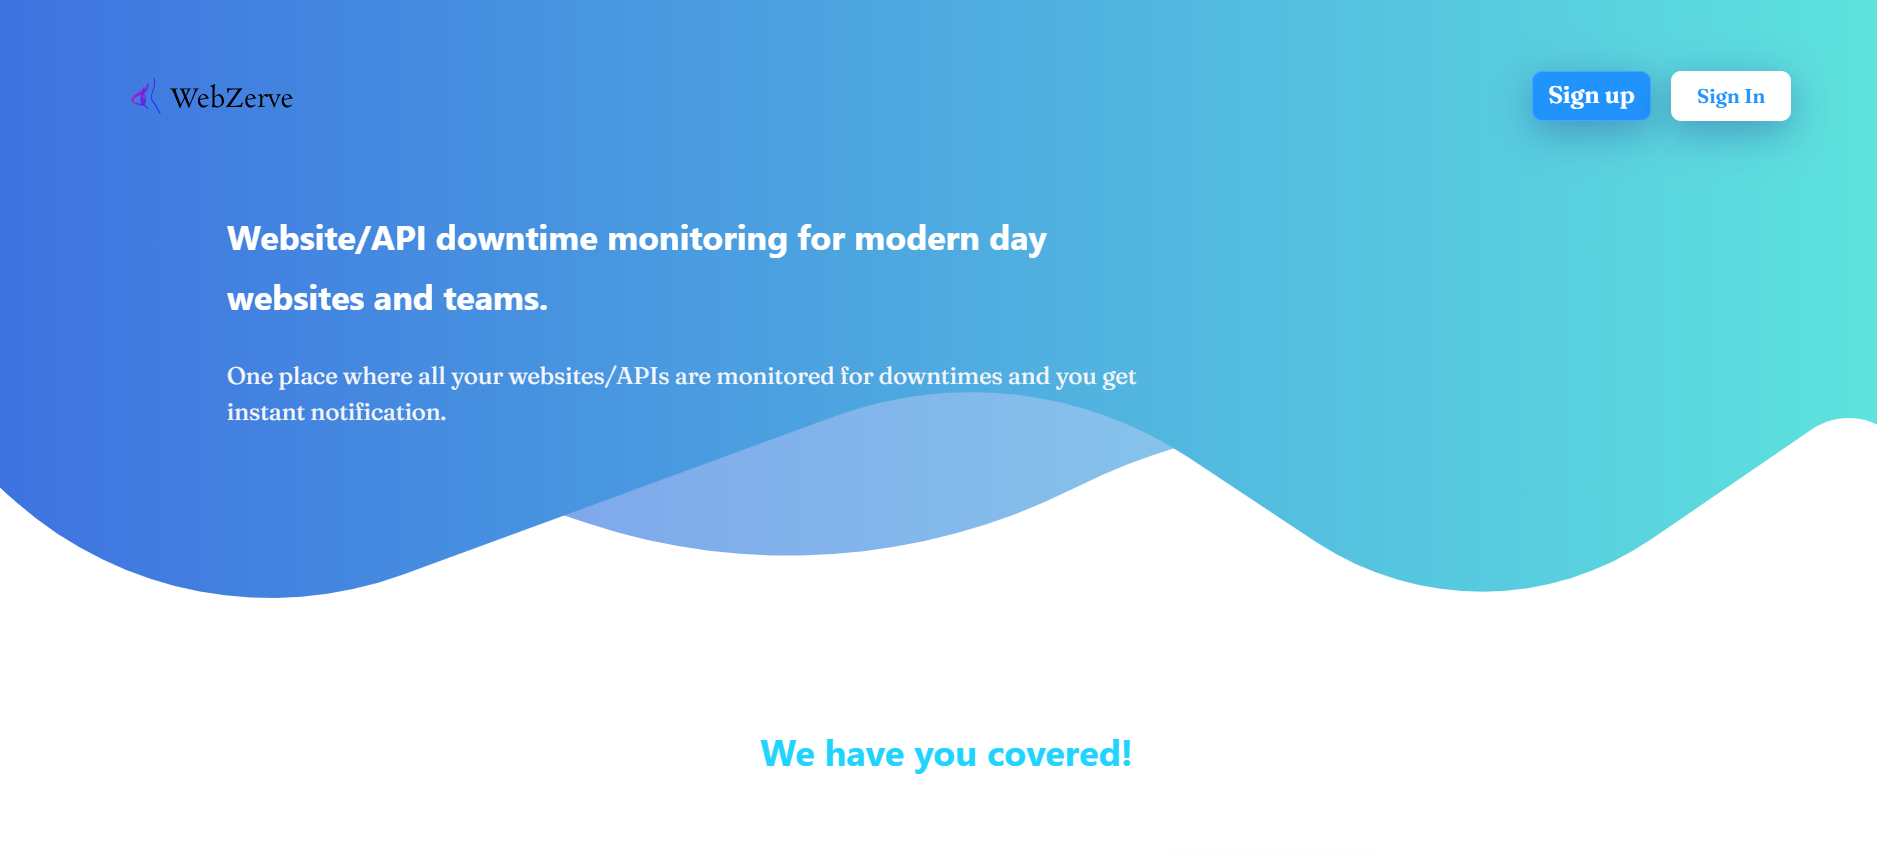 WebZerve
Sign up
Sign In
Website/API downtime monitoring for modern day
websites and teams.
One place where all your websites/APIs are monitored for downtimes and you get
instant notification.
We have you covered!